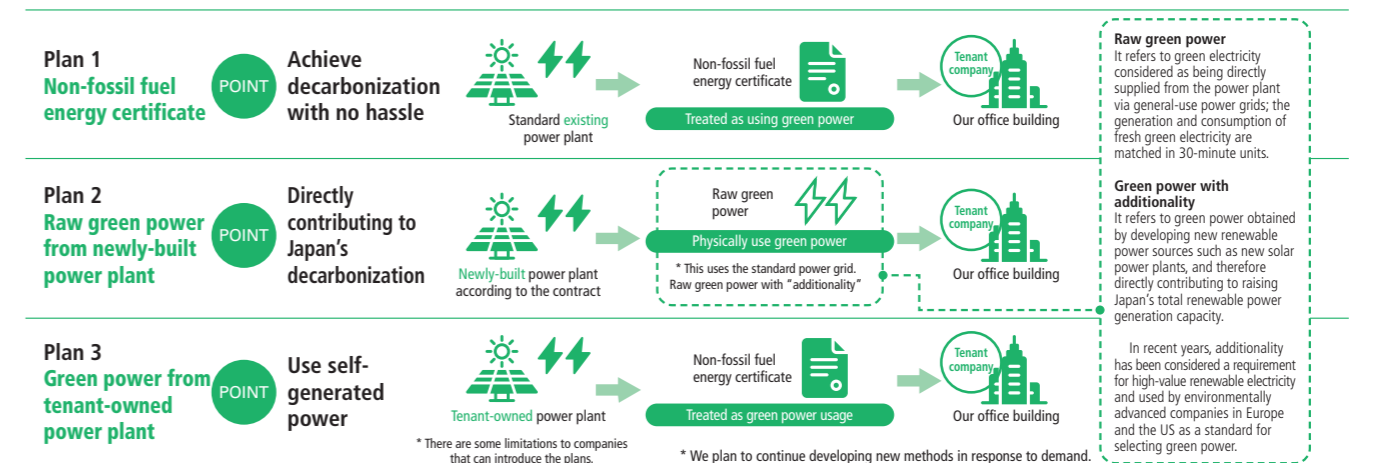 Plan 1
Non-fossil fuel
energy certificate
POINT
Achieve
decarbonization
with no hassle
Standard existing
power plant
Non-fossil fuel
energy certificate
Treated as using green power
Tenant
company
Our office building
Plan 2
Raw green power
from newly-built
power plant
POINT
Directly
contributing to
Japan's
decarbonization
Newly-built power plant
according to the contract
Raw green
power
Physically use green power
* This uses the standard power grid.
Raw green power with "additionality"
Tenant
company
Our office building
Plan 3
Green power from
tenant-owned
power plant
POINT
Use self-
generated
power
Tenant-owned power plant
* There are some limitations to companies
that can introduce the plans.
Non-fossil fuel
energy certificate
Treated as green power usage
Tenant
company
Our office building
* We plan to continue developing new methods in response to demand.
Raw green power
It refers to green electricity
considered as being directly
supplied from the power plant
via general-use power grids; the
generation and consumption of
fresh green electricity are
matched in 30-minute units.
Green power with
additionality
It refers to green power obtained
by developing new renewable
power sources such as new solar
power plants, and therefore
directly contributing to raising
Japan's total renewable power
generation capacity.
In recent years, additionality
has been considered a requirement
for high-value renewable electricity
and used by environmentally
advanced companies in Europe
and the US as a standard for
selecting green power.